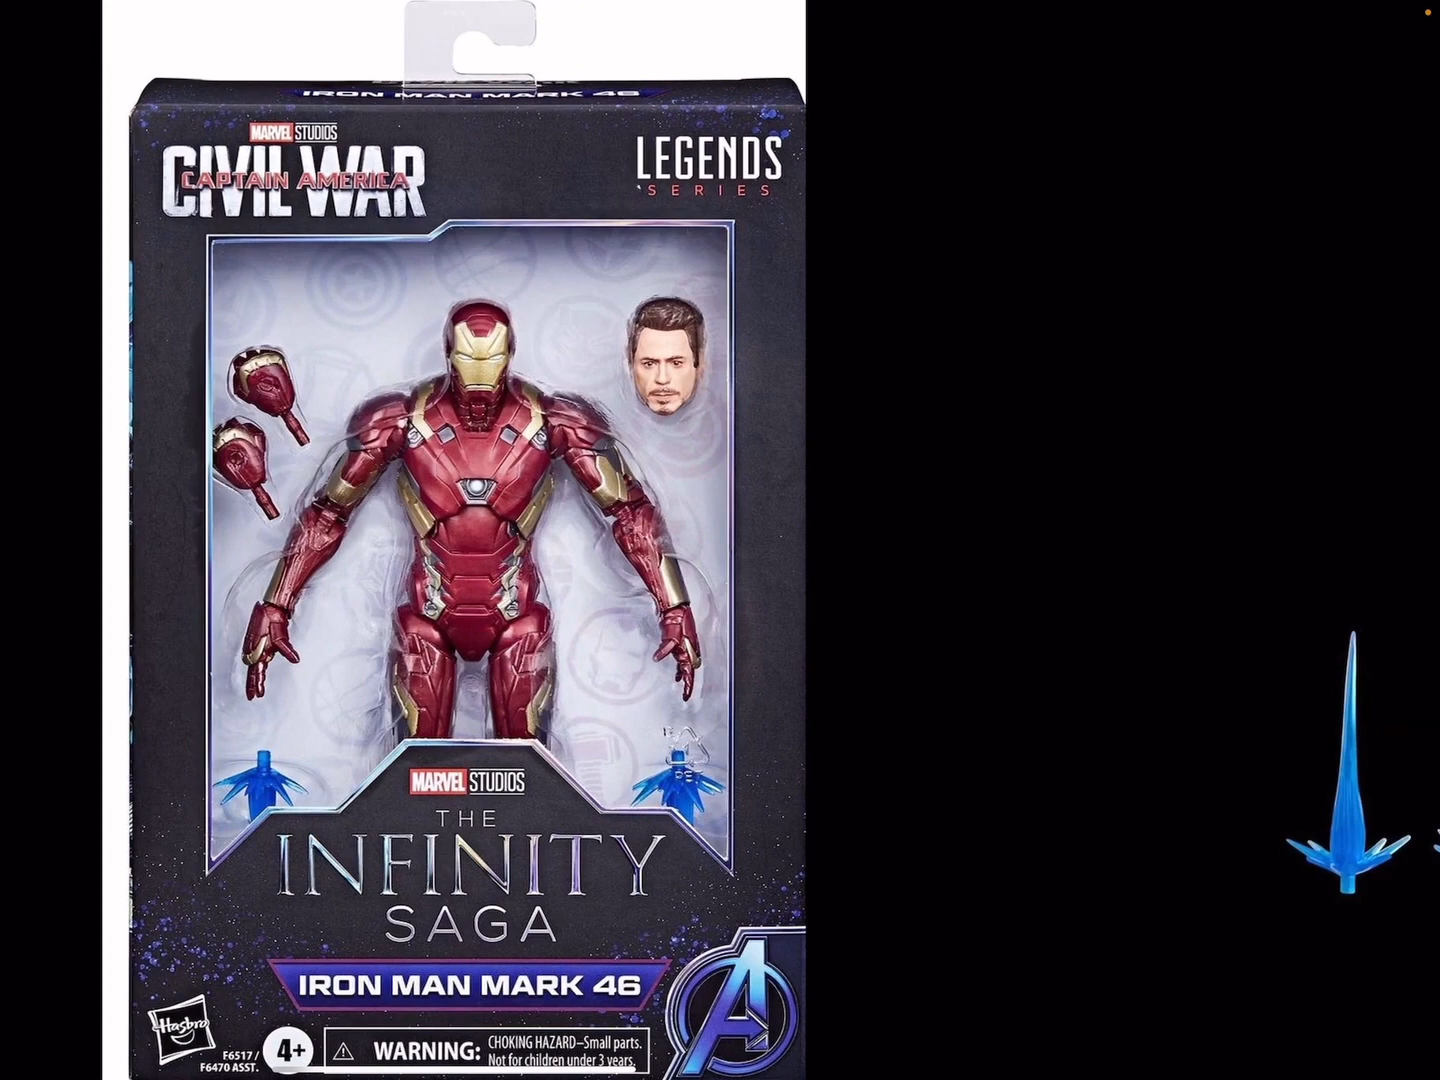 IRON MAN MARK 46
MARVEL STUDIOS
CAPTAIN AMERICA
CIVIL WAR
LEGENDS
SERIES
PE
MARVEL STUDIOS
THE
INFINITY
SAGA
IRON MAN MARK 46
Hasbro
F6517 /
F6470 ASST.
4+
WARNING:
CHOKING HAZARD–Small parts.
Not for children under 3 years.
A